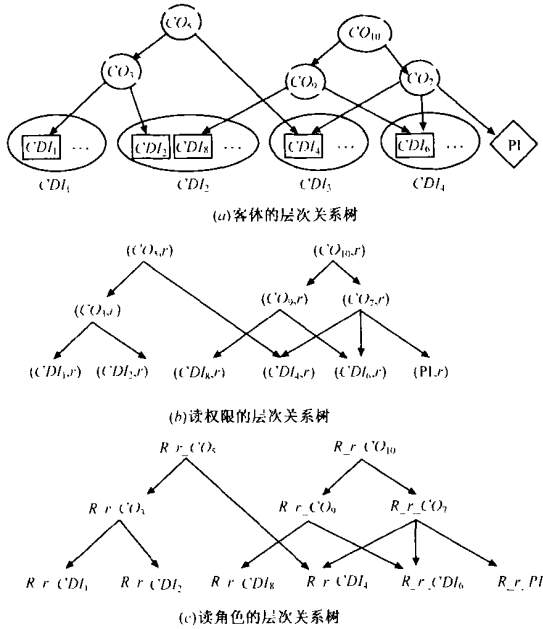 CO₅ CO₁₀
CO₃ CO₉ CO₇
CDI₁ … CDI₂ CDI₈ … CDI₄ … CDI₆ … PI
CDI₁ CDI₂ CDI₃ CDI₄
(a)客体的层次关系树
(CO₅,r) (CO₁₀,r)
(CO₃,r) (CO₉,r) (CO₇,r)
(CDI₁,r) (CDI₂,r) (CDI₈,r) (CDI₄,r) (CDI₆,r) (PI,r)
(b)读权限的层次关系树
R_r_CO₅ R_r_CO₁₀
R_r_CO₃ R_r_CO₉ R_r_CO₇
R_r_CDI₁ R_r_CDI₂ R_r_CDI₈ R_r_CDI₄ R_r_CDI₆ R_r_PI
(c)读角色的层次关系树